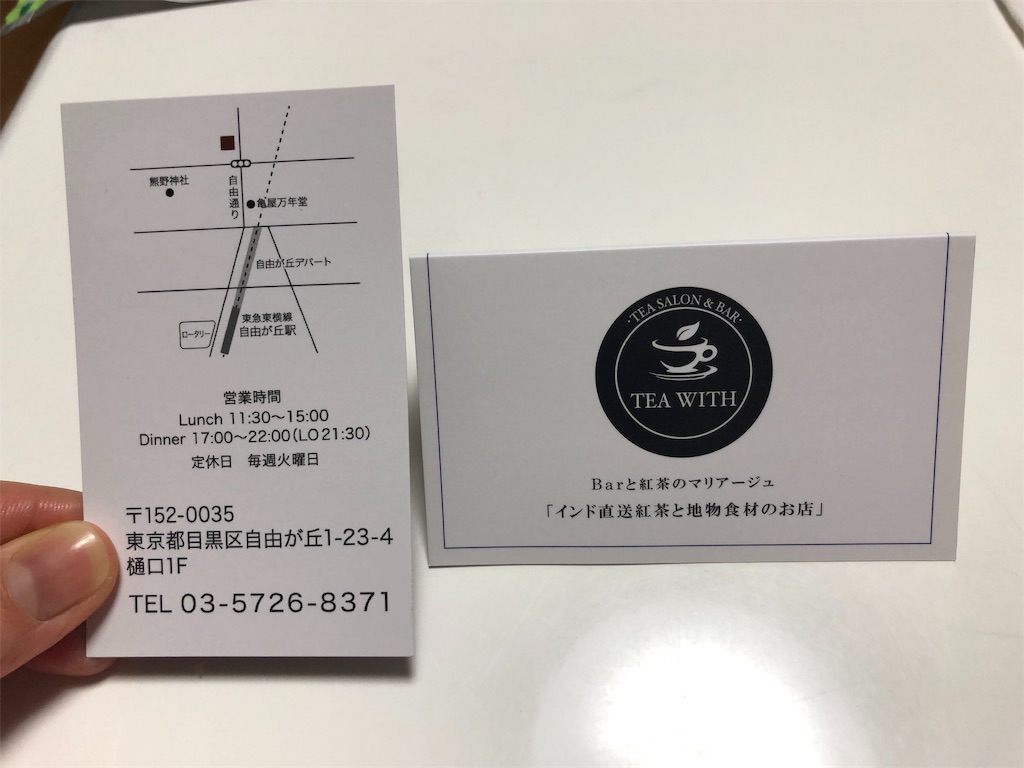 熊野神社
自由通り
亀屋万年堂
自由が丘デパート
東急東横線
自由が丘駅
ロータリー
営業時間
Lunch 11:30〜15:00
Dinner 17:00〜22:00(LO21:30)
定休日 毎週火曜日
〒152-0035
東京都目黒区自由が丘1-23-4
樋口1F
TEL 03-5726-8371
・TEA SALON & BAR・
TEA WITH
Barと紅茶のマリアージュ
「インド直送紅茶と地物食材のお店」